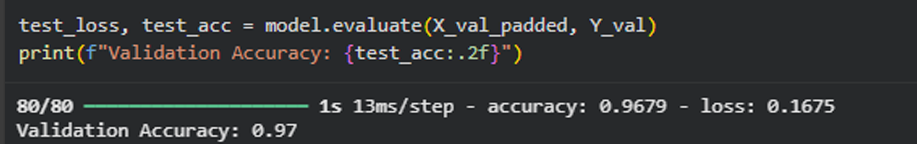 test_loss, test_acc = model.evaluate(X_val_padded, Y_val)
print(f"Validation Accuracy: {test_acc:.2f}")
80/80 ━━━━━━━━━━━━━━━━━━━━ 1s 13ms/step - accuracy: 0.9679 - loss: 0.1675
Validation Accuracy: 0.97